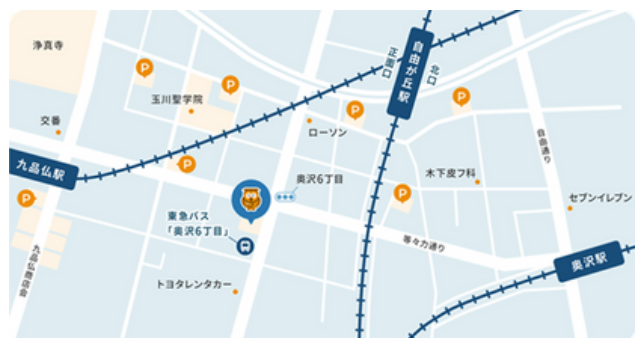 浄真寺
P
P
玉川聖学院
交番
P
ローソン
正面口
自由が丘駅
北口
P
P
自由通り
九品仏駅
P
P
奥沢6丁目
木下皮フ科
セブンイレブン
東急バス
「奥沢6丁目」
等々力通り
奥沢駅
九品仏商店会
トヨタレンタカー